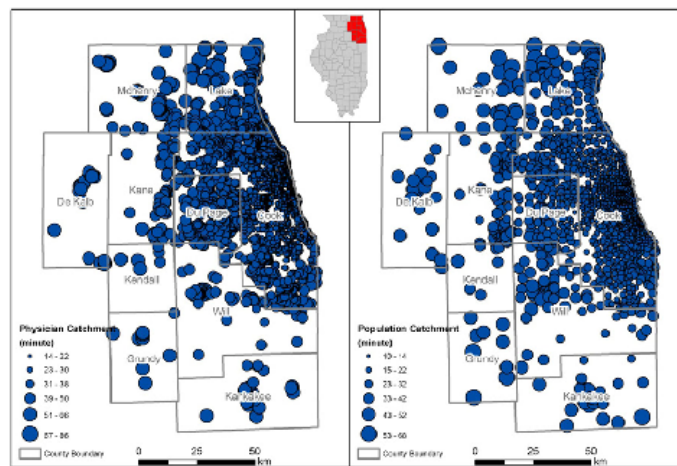 Mchenry
Lake
De Kalb
Kane
Du Page
Cook
Kendall
Will
Grundy
Kankakee
Physician Catchment
(minute)
14 - 22
23 - 30
31 - 38
39 - 50
County Boundary
0 25 50
km
Mchenry
Lake
De Kalb
Kane
Du Page
Cook
Kendall
Will
Grundy
Kankakee
Population Catchment
(minute)
10 - 14
15 - 22
23 - 32
33 - 42
43 - 52
53 - 68
County Boundary
0 25 50
km